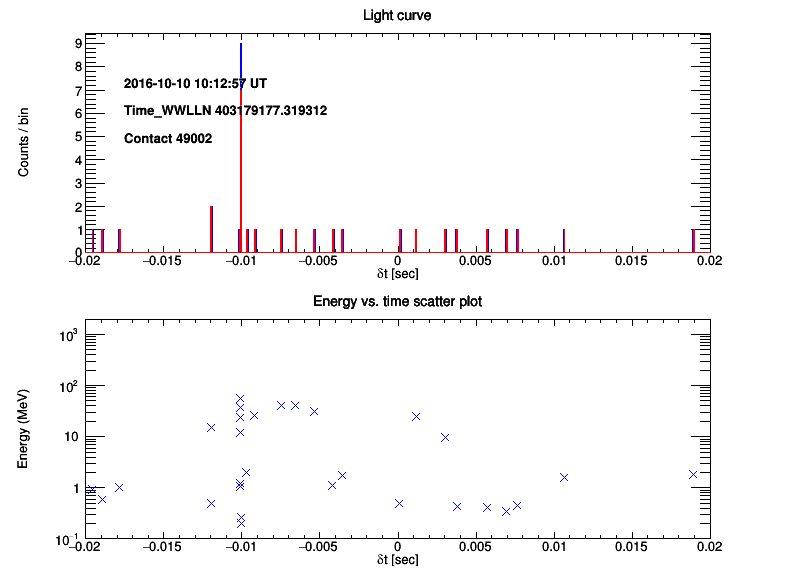 Light curve
Counts / bin
9
8
7
6
5
4
3
2
1
0
2016-10-10 10:12:57 UT
Time_WWLLN 403179177.319312
Contact 49002
−0.02 −0.015 −0.01 −0.005 0 0.005 0.01 0.015 0.02
δt [sec]
Energy vs. time scatter plot
Energy (MeV)
10³
10²
10
1
10⁻¹
−0.02 −0.015 −0.01 −0.005 0 0.005 0.01 0.015 0.02
δt [sec]